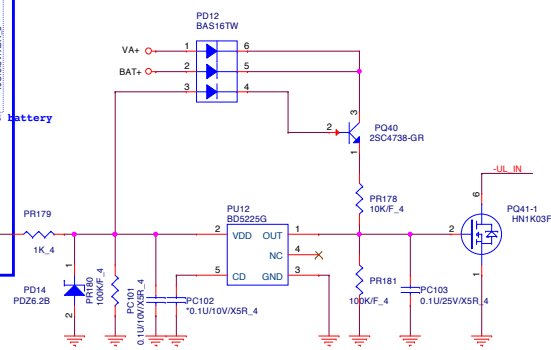 PD12
BAS16TW
VA+
1
6
BAT+
2
5
3
4
battery
3
2
PQ40
2SC4738-GR
1
-UL_IN
PR178
10K/F_4
6
PQ41-1
HN1K03F
PR179
1K_4
PU12
BD5225G
2
VDD
OUT
1
2
NC
4
5
CD
GND
3
1
PD14
PDZ6.2B
1
2
PR180
100K/F_4
PC101
0.1U/10V/X5R_4
PC102
*0.1U/10V/X5R_4
PR181
100K/F_4
PC103
0.1U/25V/X5R_4